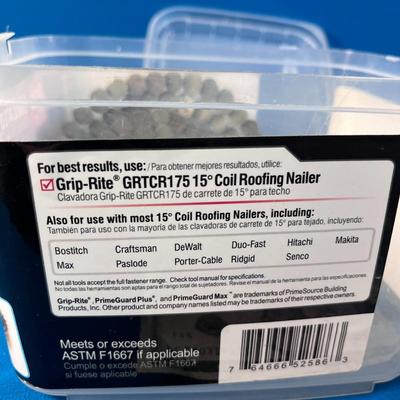 For best results, use: / Para obtener mejores resultados, utilice:
Grip-Rite® GRTCR175 15° Coil Roofing Nailer
Clavadora Grip-Rite GRTCR175 de carrete de 15° para techo
Also for use with most 15° Coil Roofing Nailers, including:
También para uso con la mayoría de las clavadoras de carrete de 15° para tejado, incluyendo:
Bostitch Craftsman DeWalt Duo-Fast Hitachi Makita
Max Paslode Porter-Cable Ridgid Senco
Not all tools accept the full fastener range. Check tool manual for specifications.
No todas las herramientas son aptas para el rango total de sujetadores. Revise el manual de la herramienta para las especificaciones.
Grip-Rite®, PrimeGuard Plus®, and PrimeGuard Max™ are trademarks of PrimeSource Building
Products, Inc. Other product and company names listed may be trademarks of their respective owners.
Meets or exceeds
ASTM F1667 if applicable
Cumple o excede ASTM F1667
si fuese aplicable
7 64666 52586 3